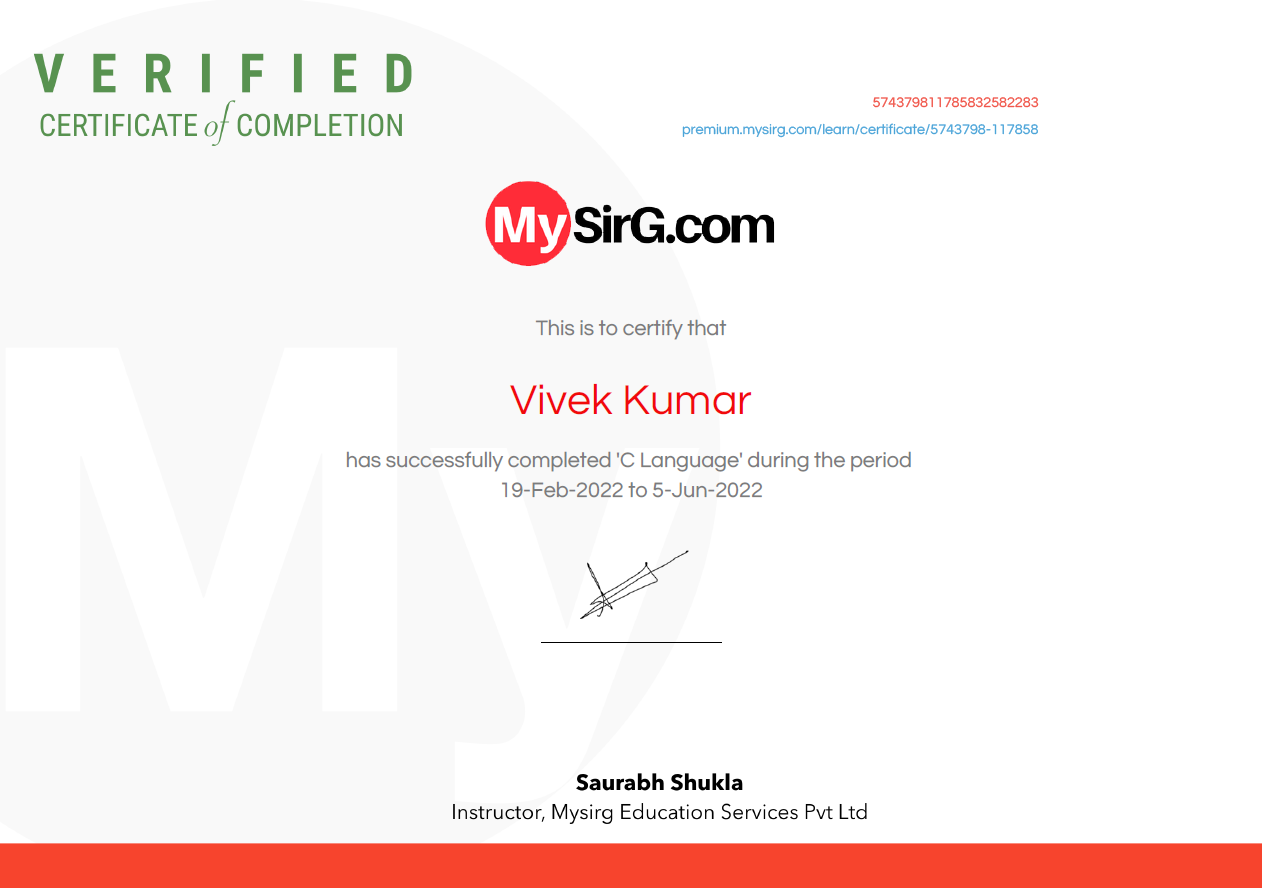 VERIFIED
CERTIFICATE of COMPLETION
574379811785832582283
premium.mysirg.com/learn/certificate/5743798-117858
MySirG.com
This is to certify that
Vivek Kumar
has successfully completed 'C Language' during the period
19-Feb-2022 to 5-Jun-2022
Saurabh Shukla
Instructor, Mysirg Education Services Pvt Ltd
My